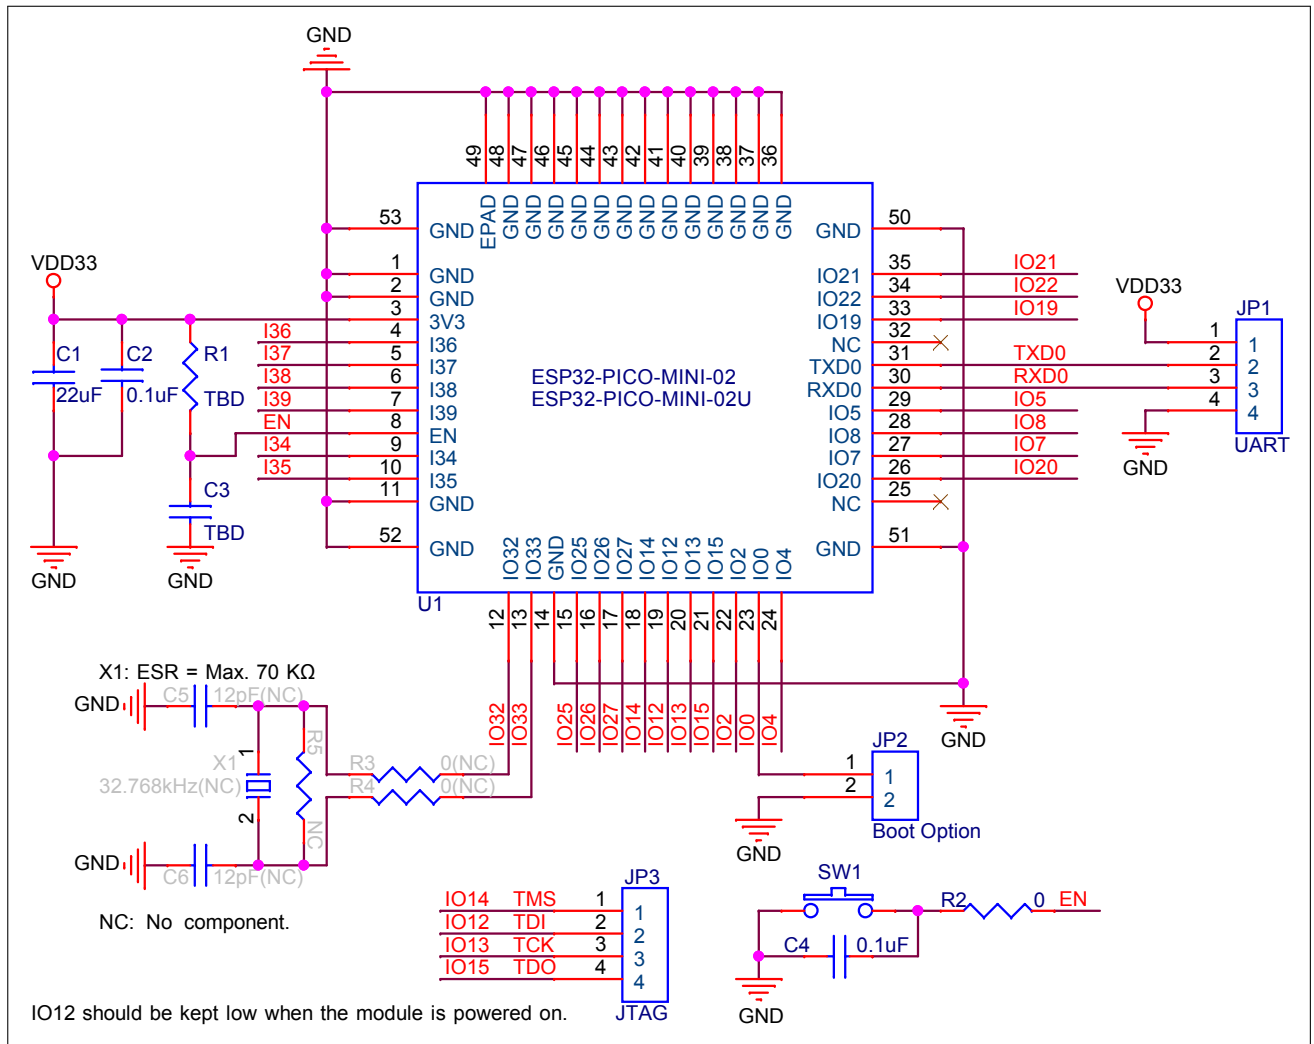 GND
49 48 47 46 45 44 43 42 41 40 39 38 37 36
EPAD GND GND GND GND GND GND GND GND GND GND GND GND GND
53 GND
GND 50
VDD33
1 GND
2 GND
3 3V3
I36 4 I36
I37 5 I37
I38 6 I38
I39 7 I39
EN 8 EN
I34 9 I34
I35 10 I35
11 GND
52 GND
C1
22uF
C2
0.1uF
R1
TBD
C3
TBD
GND
GND
ESP32-PICO-MINI-02
ESP32-PICO-MINI-02U
U1
IO21 35 IO21
IO22 34 IO22
IO19 33 IO19
NC 32
TXD0 31 TXD0
RXD0 30 RXD0
IO5 29 IO5
IO8 28 IO8
IO7 27 IO7
IO20 26 IO20
NC 25
GND 51
VDD33
JP1
1 1
2 2
3 3
4 4
UART
GND
IO32 IO33 GND IO25 IO26 IO27 IO14 IO12 IO13 IO15 IO2 IO0 IO4
12 13 14 15 16 17 18 19 20 21 22 23 24
IO32 IO33 IO25 IO26 IO27 IO14 IO12 IO13 IO15 IO2 IO0 IO4
GND
X1: ESR = Max. 70 KΩ
GND C5 12pF(NC)
X1
32.768kHz(NC)
1
2
R5
NC
R3 0(NC)
R4 0(NC)
GND C6 12pF(NC)
NC: No component.
JP2
1 1
2 2
Boot Option
GND
JP3
IO14 TMS 1 1
IO12 TDI 2 2
IO13 TCK 3 3
IO15 TDO 4 4
JTAG
SW1
R2 0 EN
C4 0.1uF
GND
IO12 should be kept low when the module is powered on.